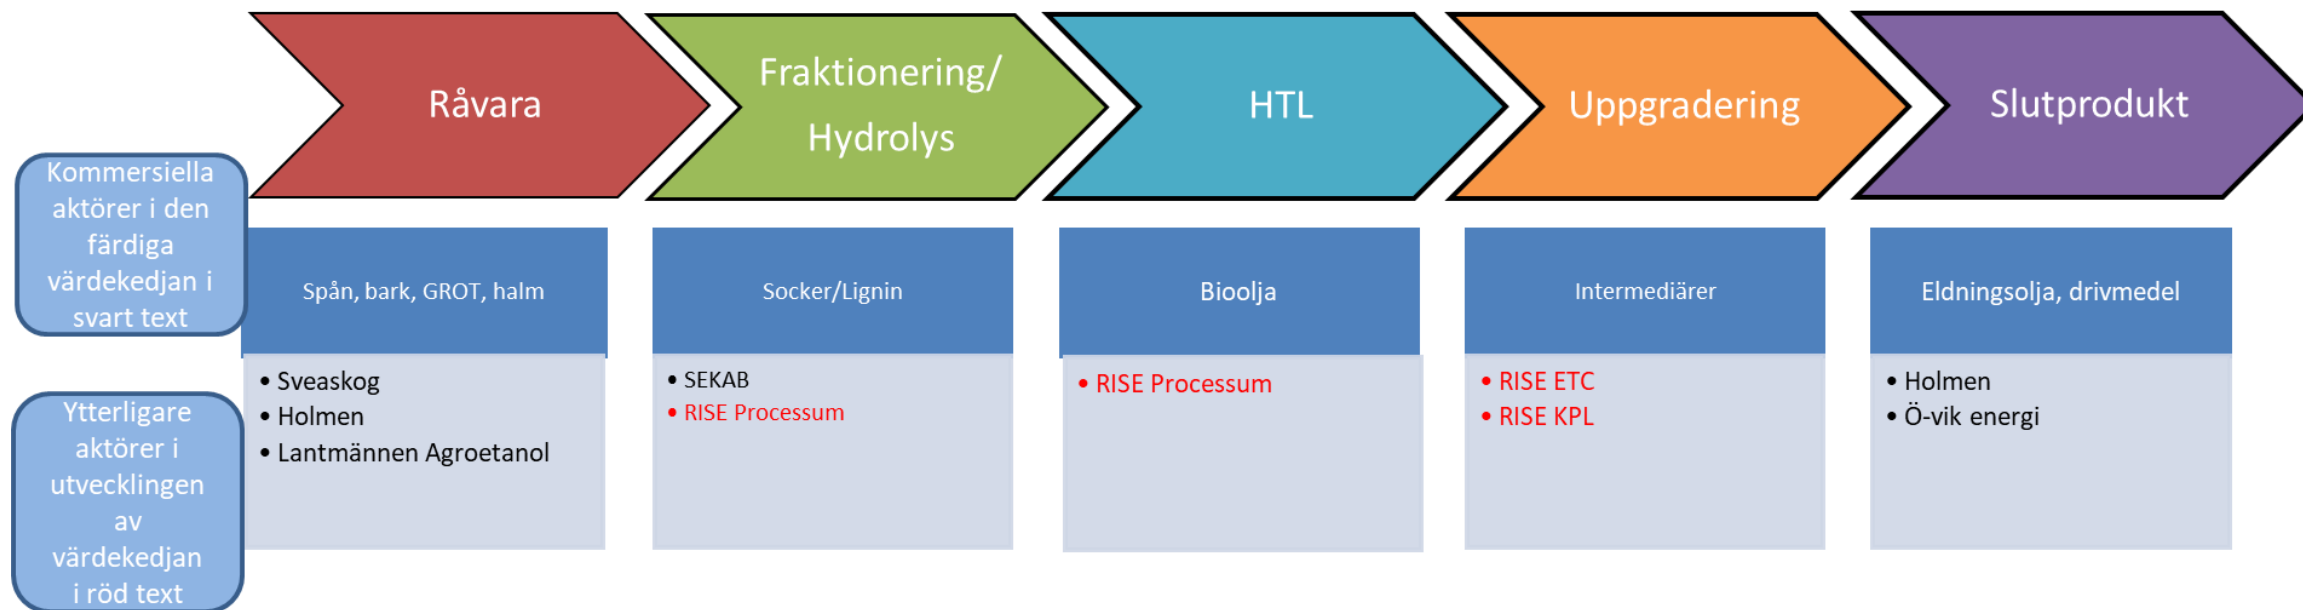 Råvara
Fraktionering/
Hydrolys
HTL
Uppgradering
Slutprodukt
Kommersiella
aktörer i den
färdiga
värdekedjan i
svart text
Ytterligare
aktörer i
utvecklingen
av
värdekedjan
i röd text
Spån, bark, GROT, halm
• Sveaskog
• Holmen
• Lantmännen Agroetanol
Socker/Lignin
• SEKAB
• RISE Processum
Bioolja
• RISE Processum
Intermediärer
• RISE ETC
• RISE KPL
Eldningsolja, drivmedel
• Holmen
• Ö-vik energi